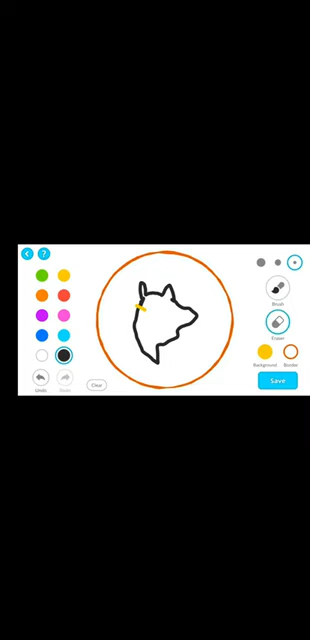 ?
Brush
Eraser
Background
Border
Undo
Redo
Clear
Save